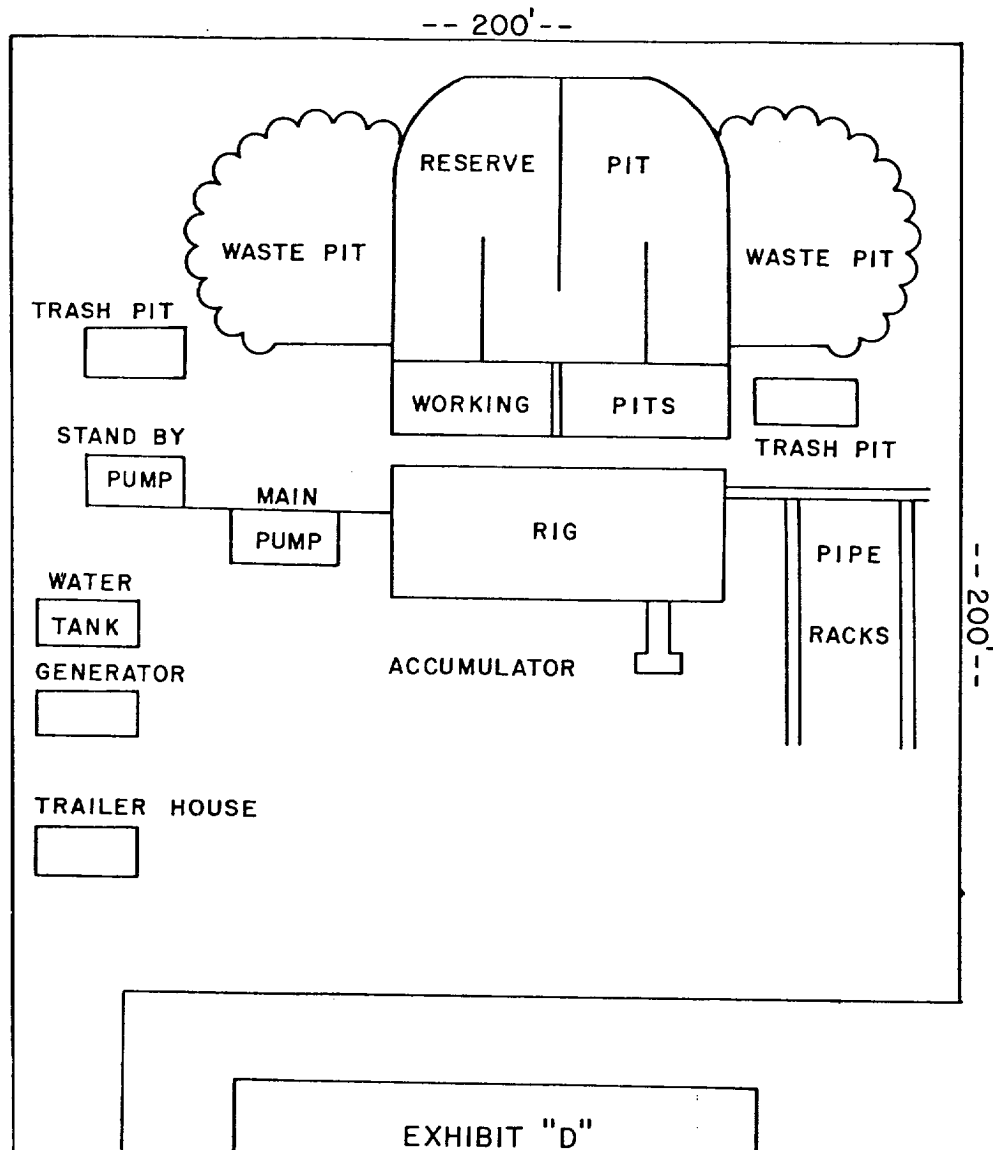 -- 200'--
RESERVE PIT
WASTE PIT
WASTE PIT
TRASH PIT
WORKING PITS
TRASH PIT
STAND BY
PUMP
MAIN
PUMP
RIG
PIPE
RACKS
-- 200'--
WATER
TANK
GENERATOR
ACCUMULATOR
TRAILER HOUSE
EXHIBIT "D"